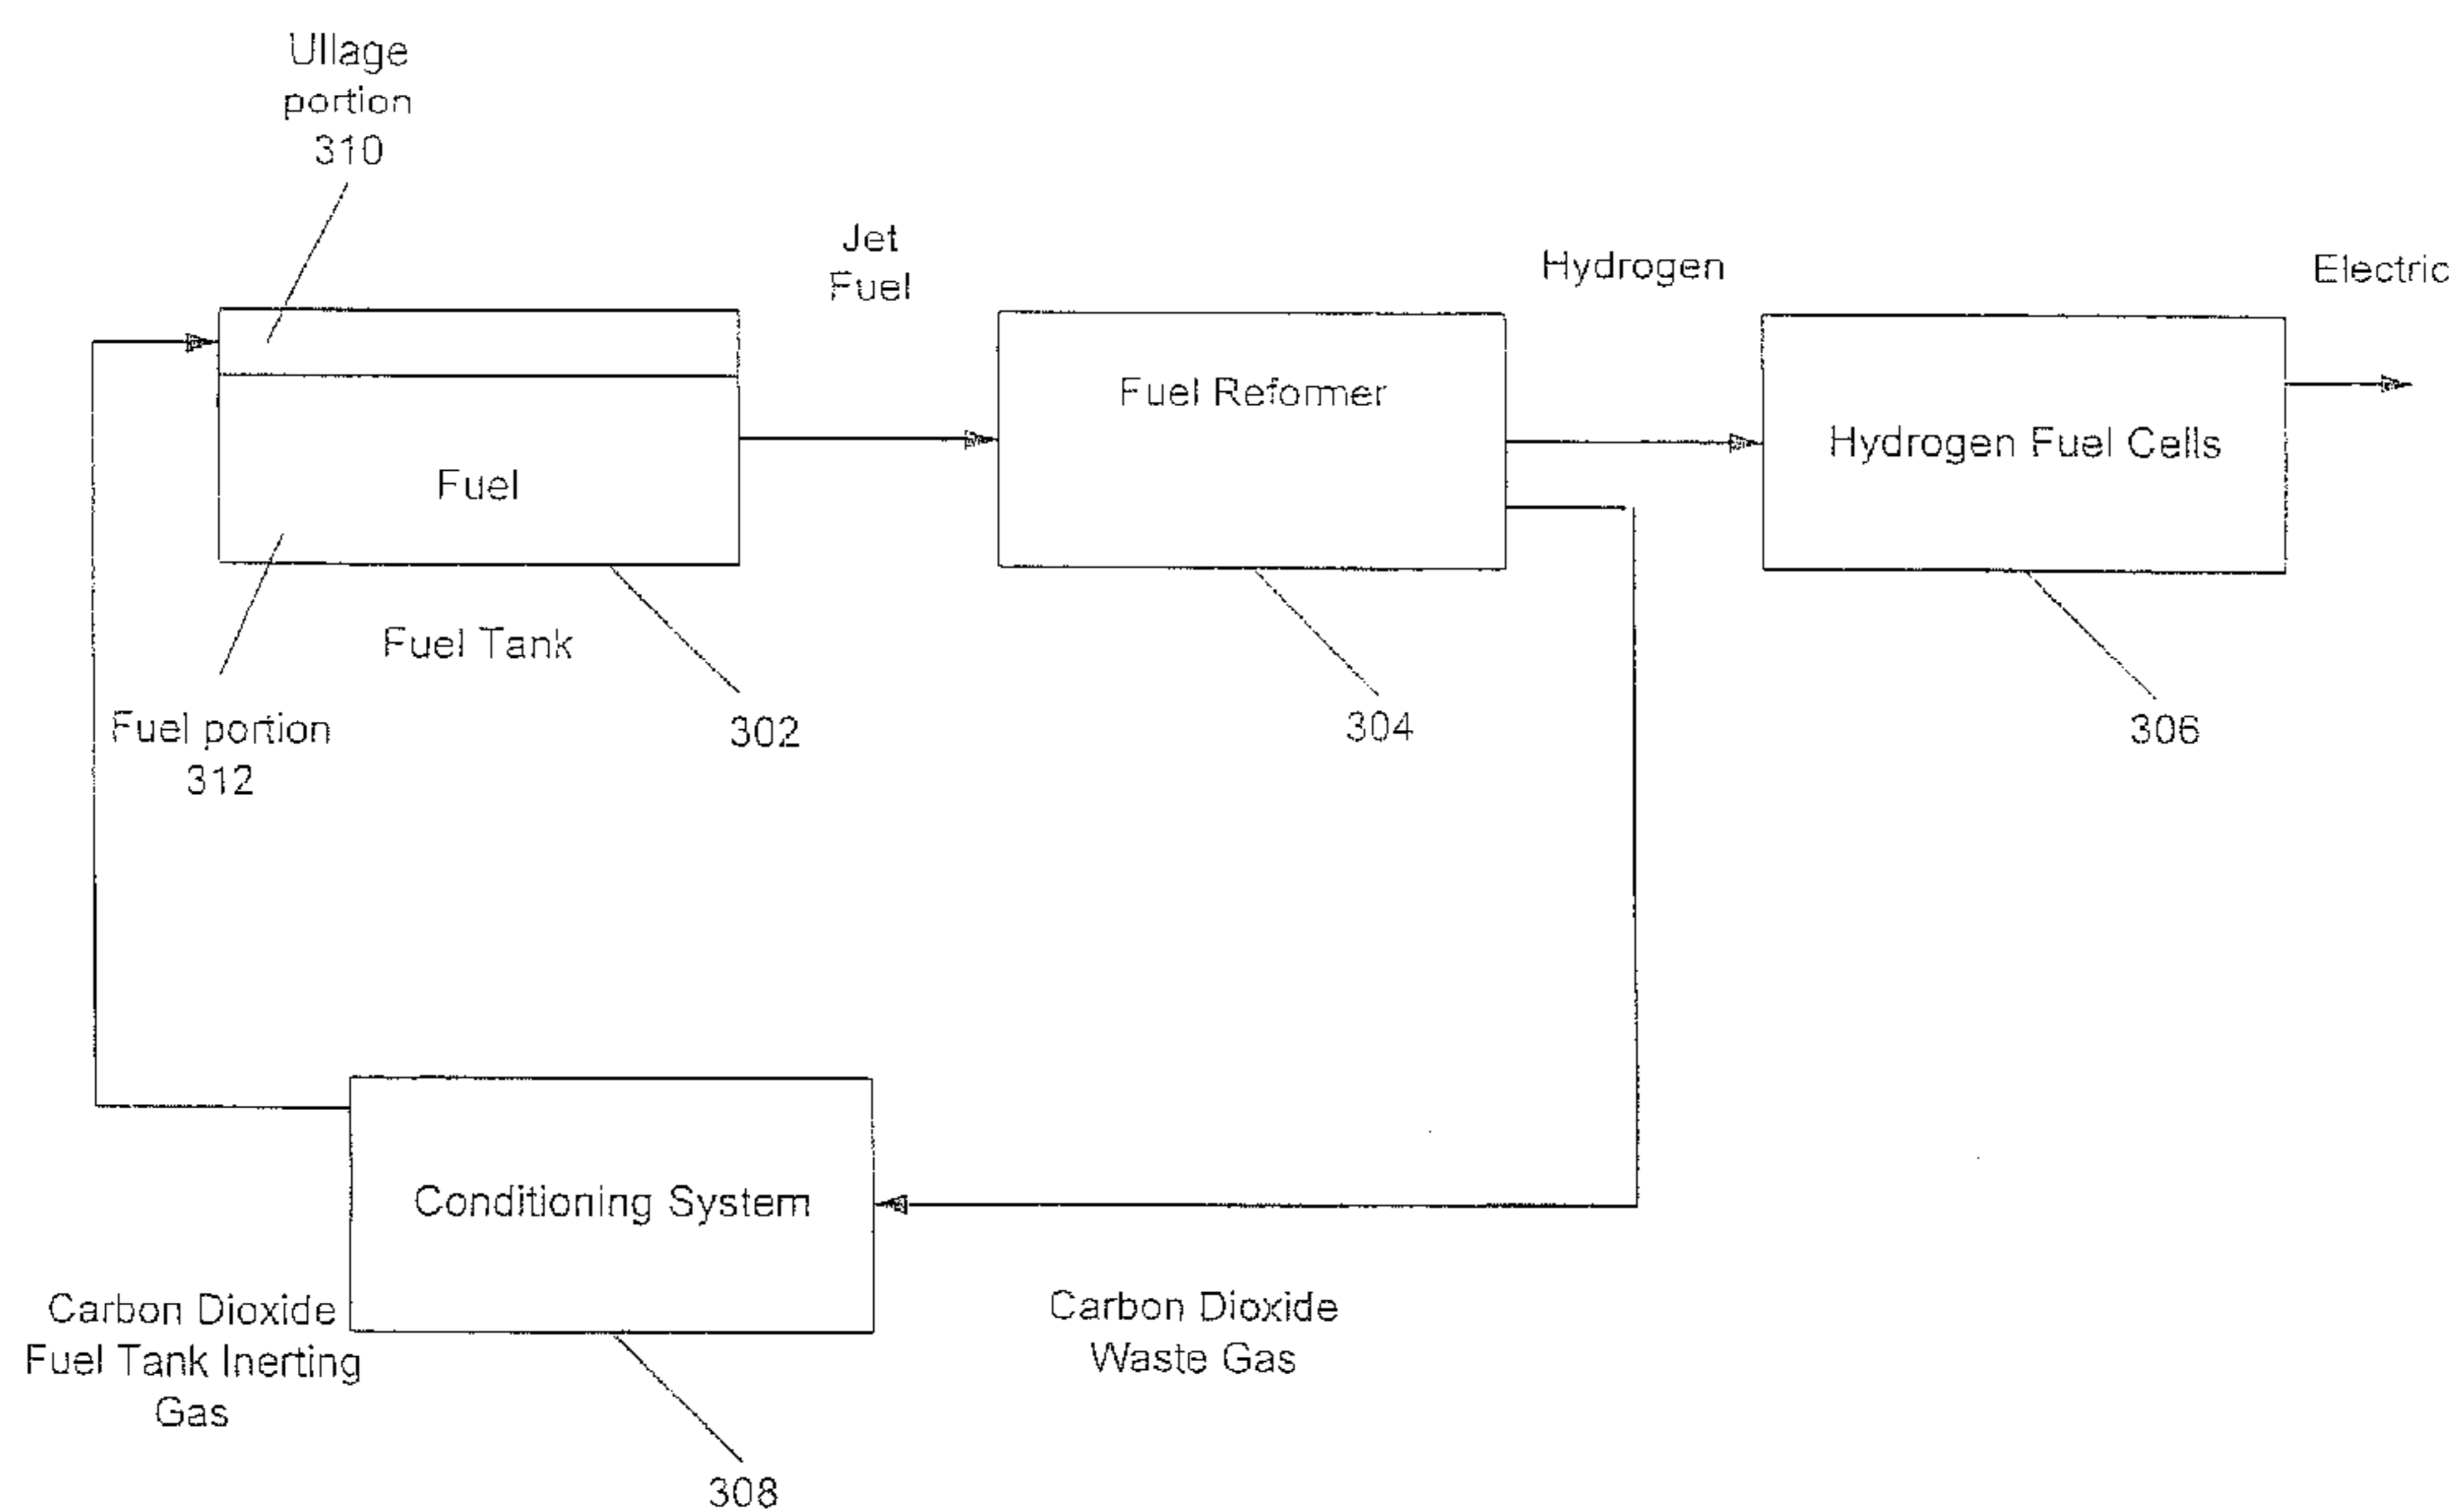 Ullage
portion
310
Jet
Fuel
Hydrogen
Electric
Fuel Reformer
Hydrogen Fuel Cells
Fuel
Fuel Tank
Fuel portion
312
302
304
306
Conditioning System
Carbon Dioxide
Fuel Tank Inerting
Gas
Carbon Dioxide
Waste Gas
308